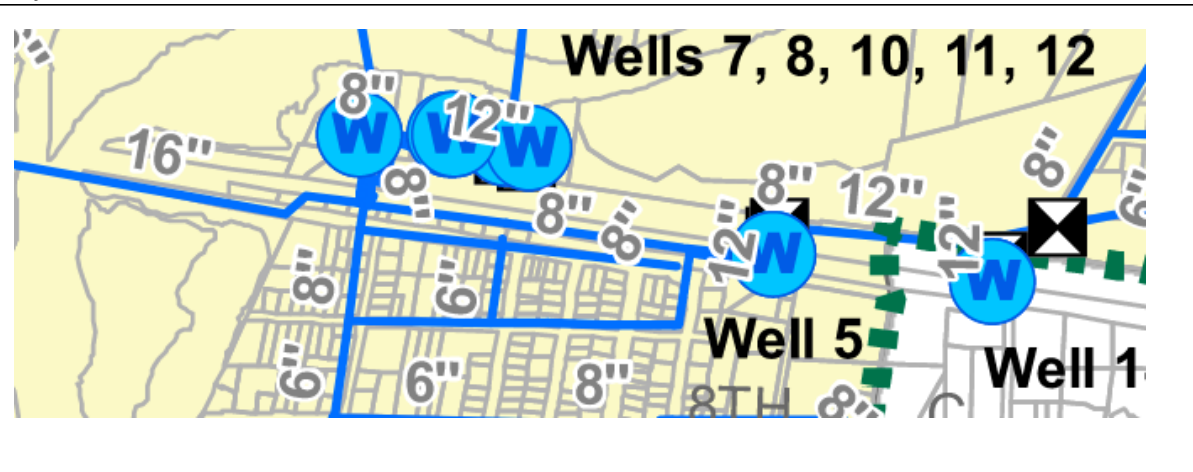 Wells 7, 8, 10, 11, 12
8" 12"
W W W
16" 8" 8" 8" 8" 12" 8"
12" W 12" W 6"
8" 6"
Well 5
Well 1
6" 6" 8" 8TH 8" C